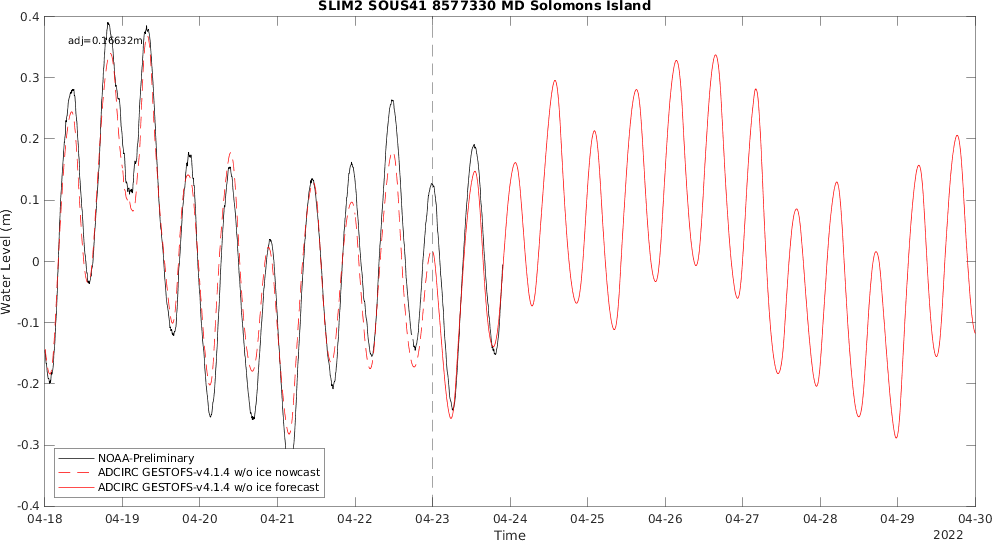 SLIM2 SOUS41 8577330 MD Solomons Island
adj=0.16632m
0.4
0.3
0.2
0.1
0
-0.1
-0.2
-0.3
-0.4
Water Level (m)
NOAA-Preliminary
ADCIRC GESTOFS-v4.1.4 w/o ice nowcast
ADCIRC GESTOFS-v4.1.4 w/o ice forecast
04-18 04-19 04-20 04-21 04-22 04-23 04-24 04-25 04-26 04-27 04-28 04-29 04-30
Time
2022